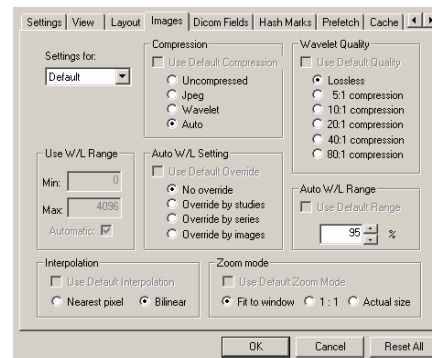 Settings View Layout Images Dicom Fields Hash Marks Prefetch Cache
Settings for:
Default
Compression
Use Default Compression
Uncompressed
Jpeg
Wavelet
Auto
Wavelet Quality
Use Default Quality
Lossless
5:1 compression
10:1 compression
20:1 compression
40:1 compression
80:1 compression
Use W/L Range
Min: 0
Max: 4096
Automatic:
Auto W/L Setting
Use Default Override
No override
Override by studies
Override by series
Override by images
Auto W/L Range
Use Default Range
95 %
Interpolation
Use Default Interpolation
Nearest pixel Bilinear
Zoom mode
Use Default Zoom Mode
Fit to window 1 : 1 Actual size
OK Cancel Reset All